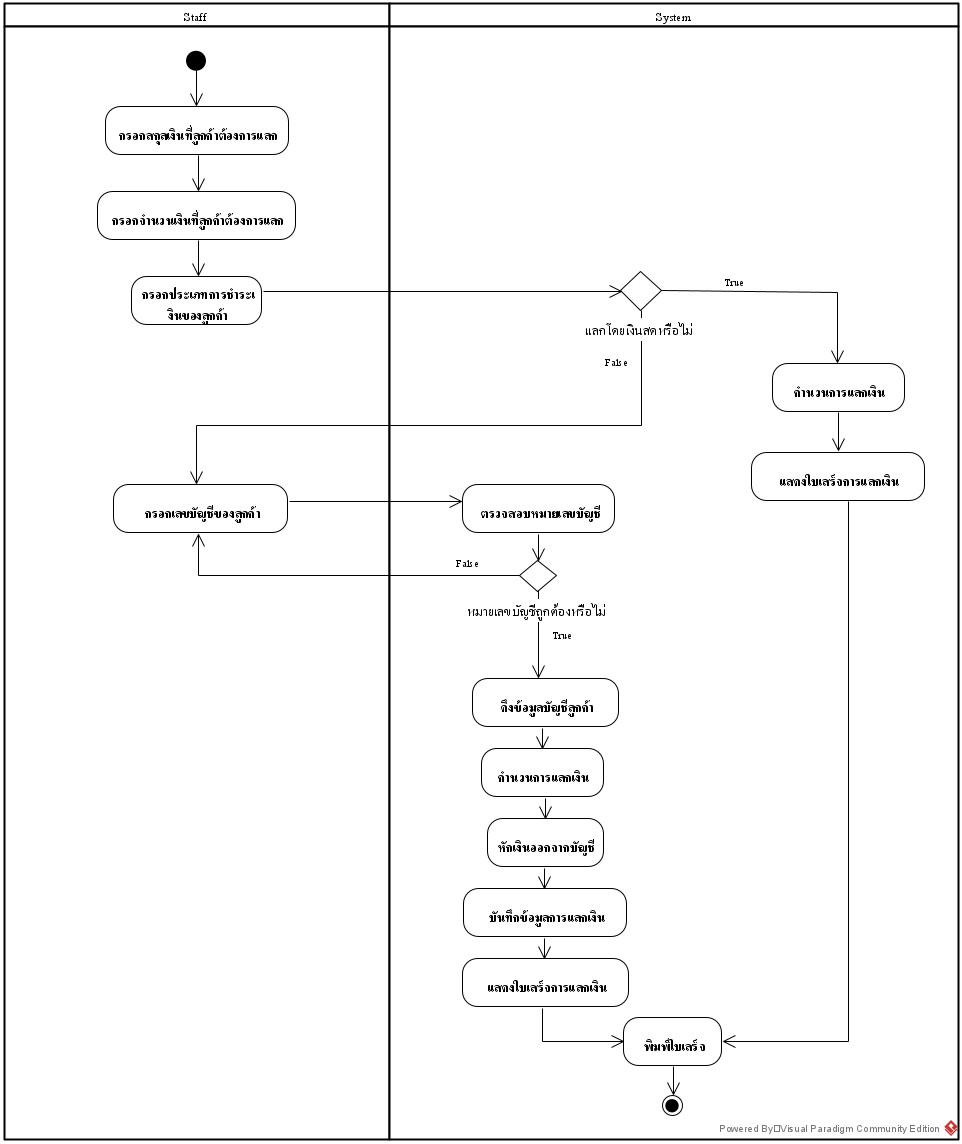 Staff
System
กรอกสกุลเงินที่ลูกค้าต้องการแลก
กรอกจำนวนเงินที่ลูกค้าต้องการแลก
กรอกประเภทการชำระเ
งินของลูกค้า
True
แลกโดยเงินสดหรือไม่
False
คำนวนการแลกเงิน
แสดงใบเสร็จการแลกเงิน
กรอกเลขบัญชีของลูกค้า
ตรวจสอบหมายเลขบัญชี
False
หมายเลขบัญชีถูกต้องหรือไม่
True
ดึงข้อมูลบัญชีลูกค้า
คำนวนการแลกเงิน
หักเงินออกจากบัญชี
บันทึกข้อมูลการแลกเงิน
แสดงใบเสร็จการแลกเงิน
พิมพ์ใบเสร็จ
Powered By Visual Paradigm Community Edition